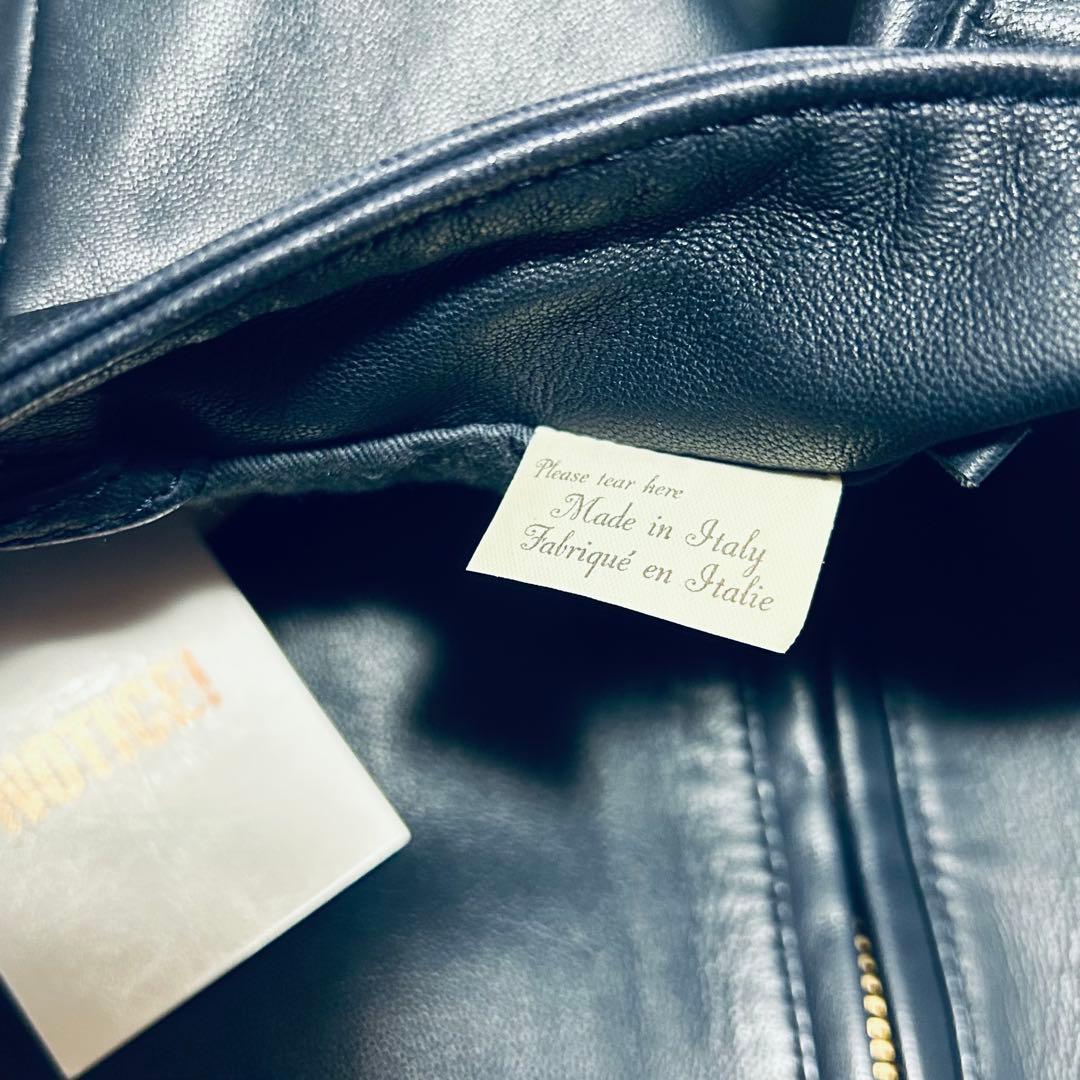 Please tear here
Made in Italy
Fabriqué en Italie
NOTICE!